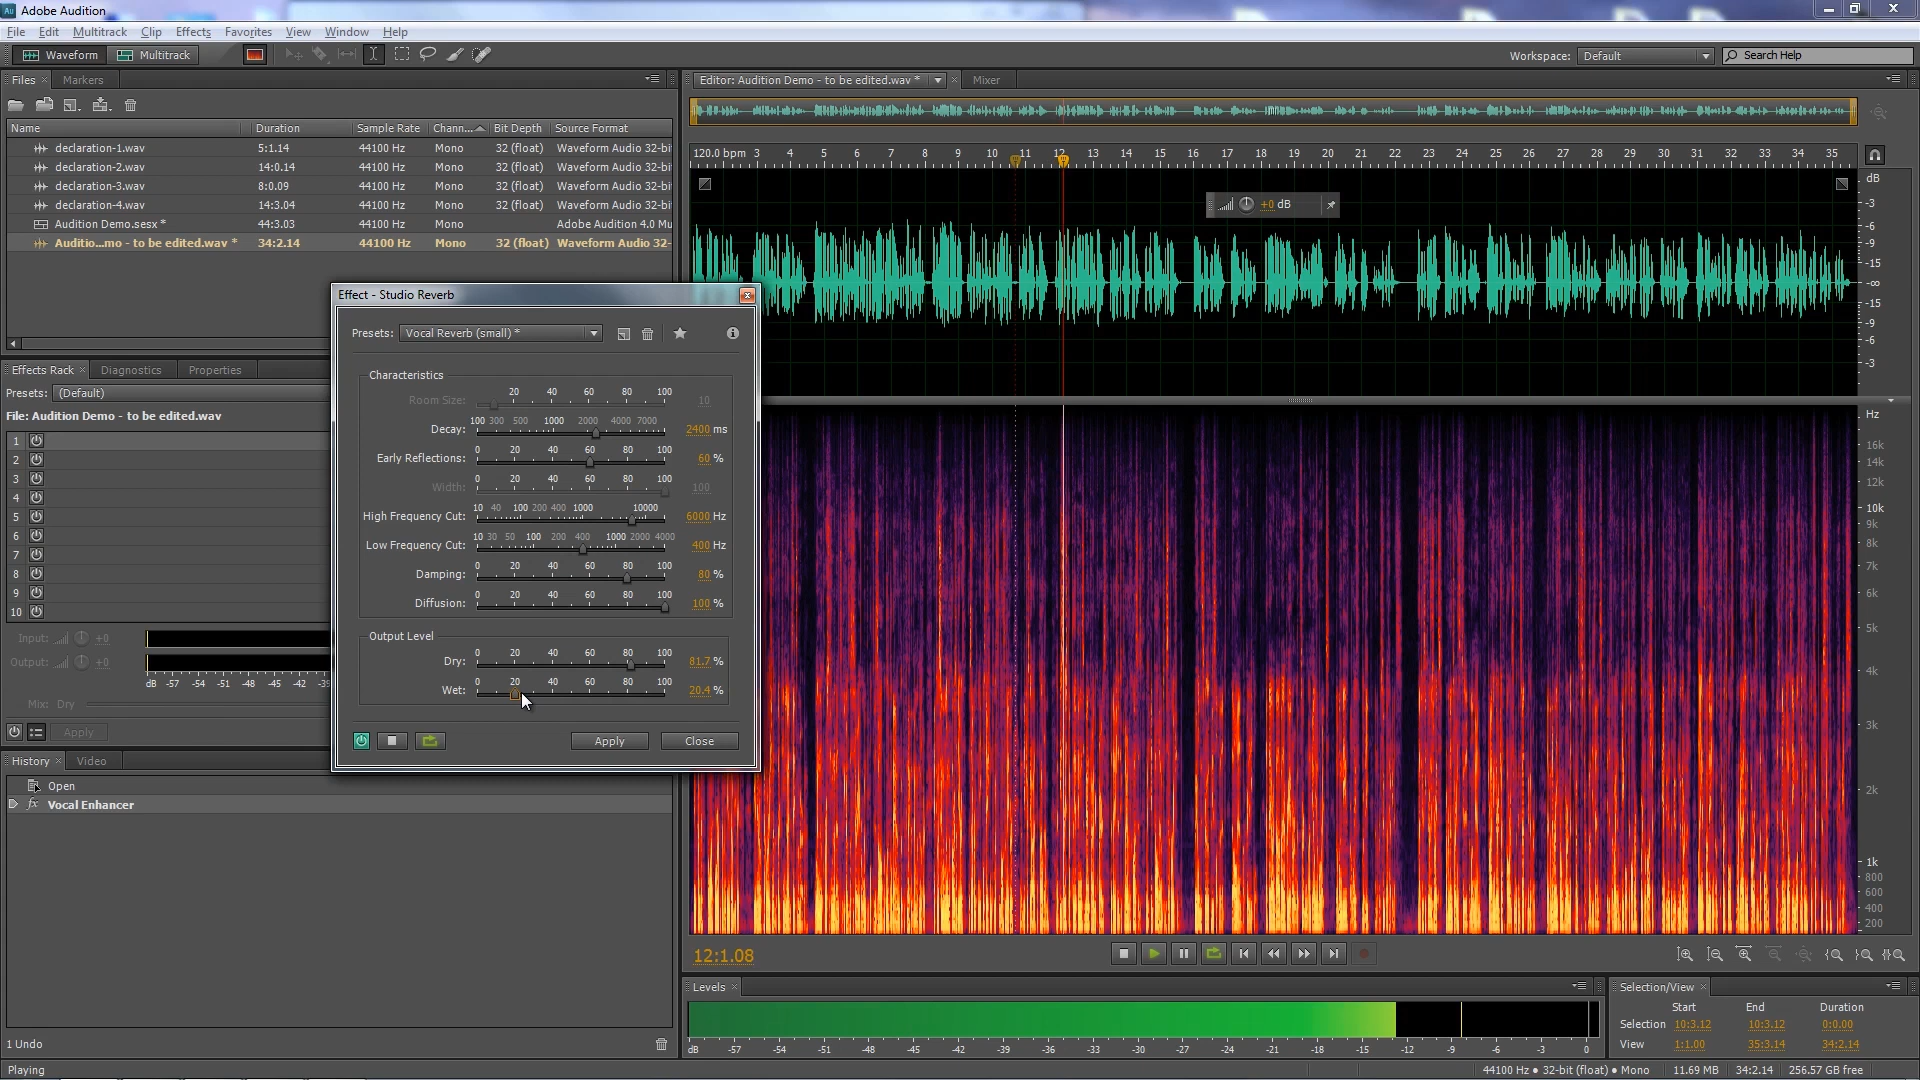 Au Adobe Audition
File Edit Multitrack Clip Effects Favorites View Window Help
Waveform Multitrack
Workspace: Default Search Help
Files Markers
Name Duration Sample Rate Chann... Bit Depth Source Format
declaration-1.wav 5:1.14 44100 Hz Mono 32 (float) Waveform Audio 32-bi
declaration-2.wav 14:0.14 44100 Hz Mono 32 (float) Waveform Audio 32-bi
declaration-3.wav 8:0.09 44100 Hz Mono 32 (float) Waveform Audio 32-bi
declaration-4.wav 14:3.04 44100 Hz Mono 32 (float) Waveform Audio 32-bi
Audition Demo.sesx * 44:3.03 44100 Hz Adobe Audition 4.0 Mu
Auditio...mo - to be edited.wav * 34:2.14 44100 Hz Mono 32 (float) Waveform Audio 32-
Editor: Audition Demo - to be edited.wav * Mixer
120.0 bpm 3 4 5 6 7 8 9 10 11 12 13 14 15 16 17 18 19 20 21 22 23 24 25 26 27 28 29 30 31 32 33 34 35
+0 dB
dB
-3
-6
-9
-15
-∞
-15
-9
-6
-3
Effects Rack Diagnostics Properties
Presets: (Default)
File: Audition Demo - to be edited.wav
1
2
3
4
5
6
7
8
9
10
Input: +0
Output: +0
dB -57 -54 -51 -48 -45 -42 -3
Mix: Dry
Apply
Effect - Studio Reverb
Presets: Vocal Reverb (small) *
Characteristics
20 40 60 80 100
Room Size: 10
100 300 500 1000 2000 4000 7000
Decay: 2400 ms
0 20 40 60 80 100
Early Reflections: 60 %
0 20 40 60 80 100
Width: 100
10 40 100 200 400 1000 10000
High Frequency Cut: 6000 Hz
10 30 50 100 200 400 1000 2000 4000
Low Frequency Cut: 400 Hz
0 20 40 60 80 100
Damping: 80 %
0 20 40 60 80 100
Diffusion: 100 %
Output Level
0 20 40 60 80 100
Dry: 81.7 %
0 20 40 60 80 100
Wet: 20.4 %
Apply Close
Hz
16k
14k
12k
10k
9k
8k
7k
6k
5k
4k
3k
2k
1k
800
600
400
200
History Video
Open
fx Vocal Enhancer
1 Undo
12:1.08
Levels
dB -57 -54 -51 -48 -45 -42 -39 -36 -33 -30 -27 -24 -21 -18 -15 -12 -9 -6 -3 0
Selection/View
Start End Duration
Selection 10:3.12 10:3.12 0:0.00
View 1:1.00 35:3.14 34:2.14
Playing
44100 Hz • 32-bit (float) • Mono 11.69 MB 34:2.14 256.57 GB free